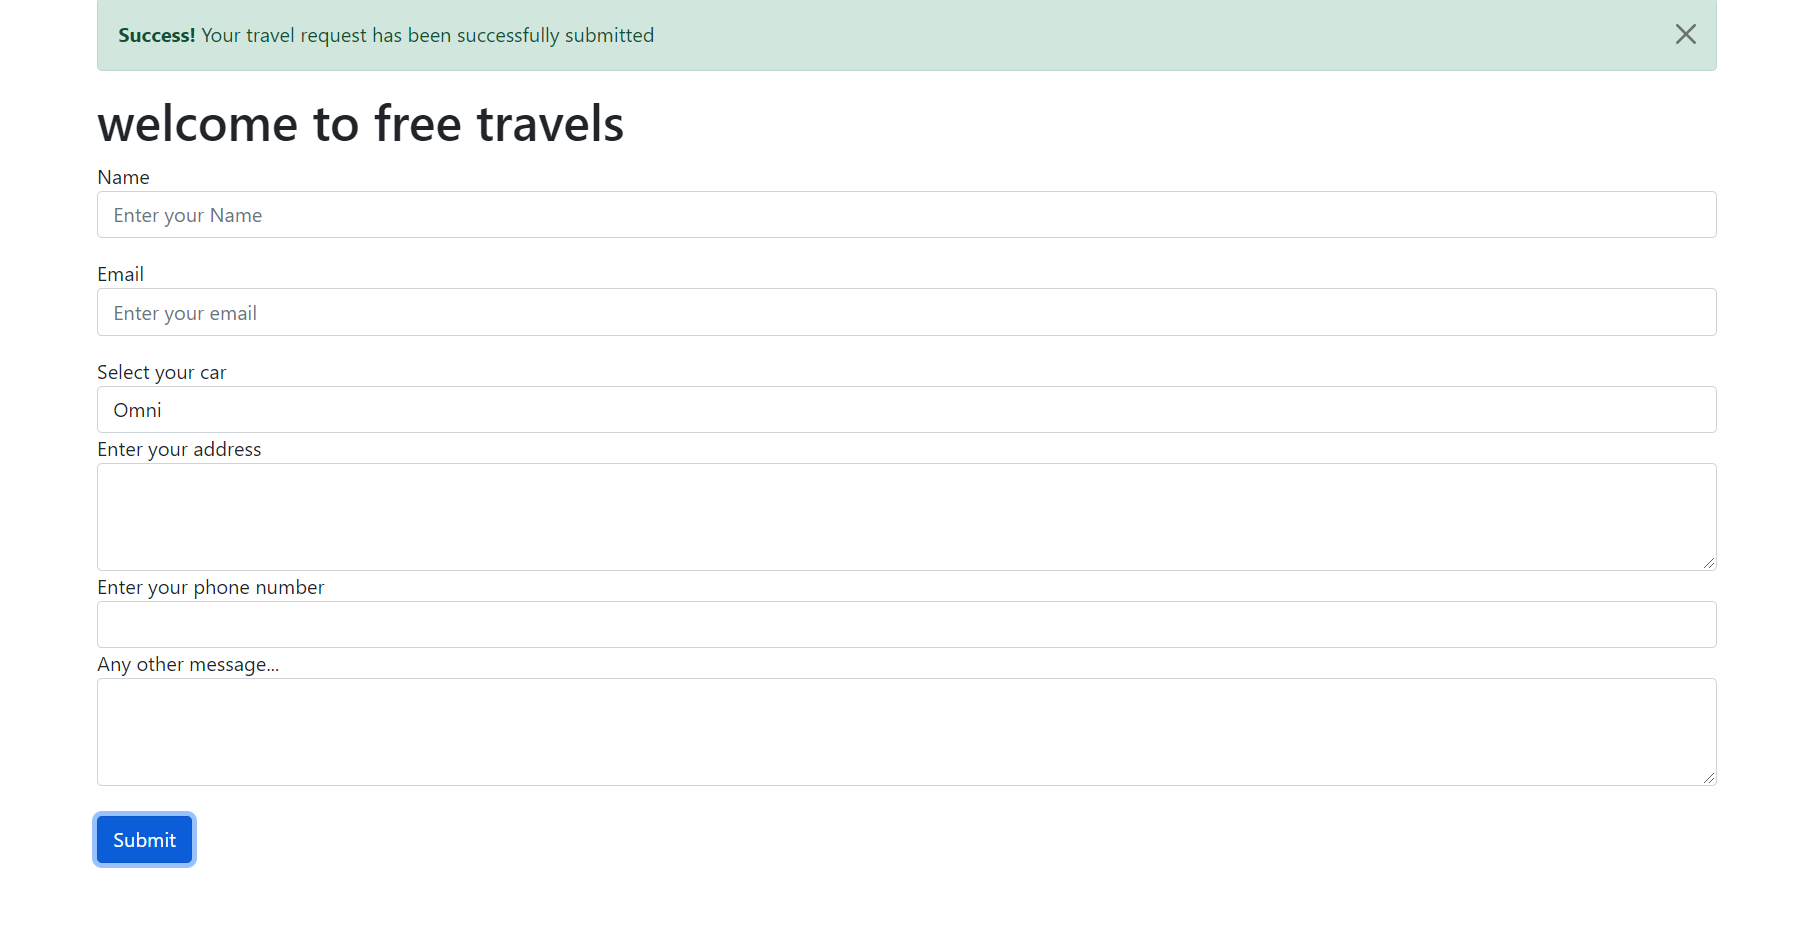 Success! Your travel request has been successfully submitted
welcome to free travels
Name
Enter your Name
Email
Enter your email
Select your car
Omni
Enter your address
Enter your phone number
Any other message...
Submit